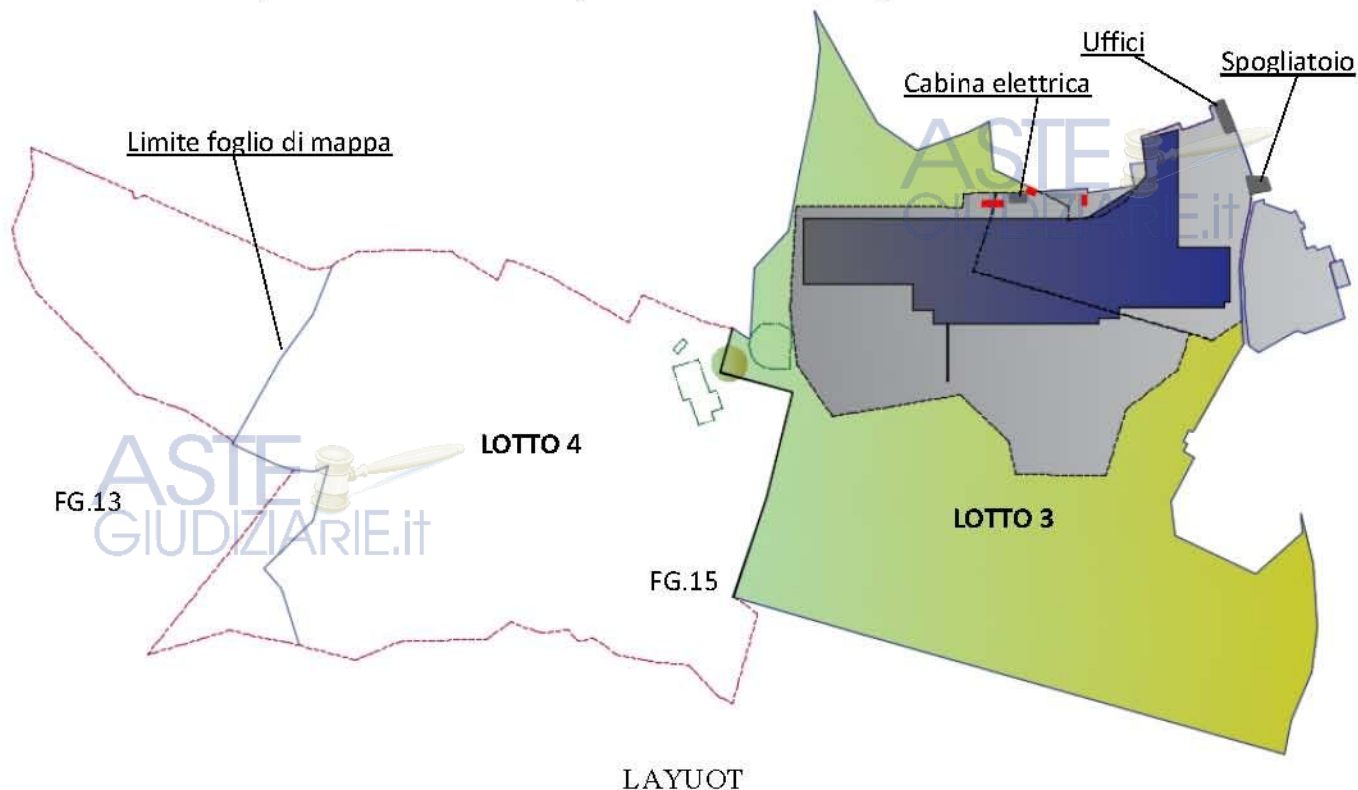 Uffici
Spogliatoio
Cabina elettrica
Limite foglio di mappa
ASTE
GIUDIZIARIE.it
LOTTO 4
ASTE
GIUDIZIARIE.it
FG.13
LOTTO 3
FG.15
LAYUOT